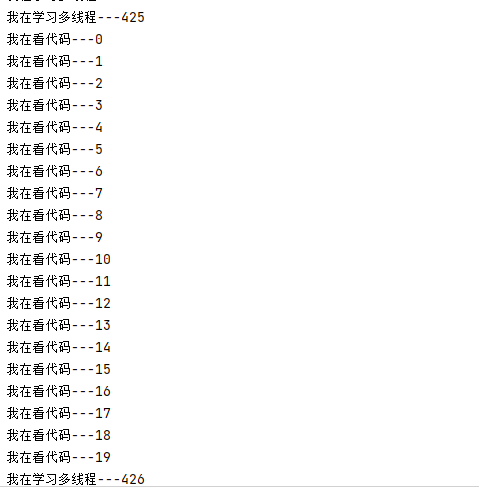 我在学习多线程---425
我在看代码---0
我在看代码---1
我在看代码---2
我在看代码---3
我在看代码---4
我在看代码---5
我在看代码---6
我在看代码---7
我在看代码---8
我在看代码---9
我在看代码---10
我在看代码---11
我在看代码---12
我在看代码---13
我在看代码---14
我在看代码---15
我在看代码---16
我在看代码---17
我在看代码---18
我在看代码---19
我在学习多线程---426